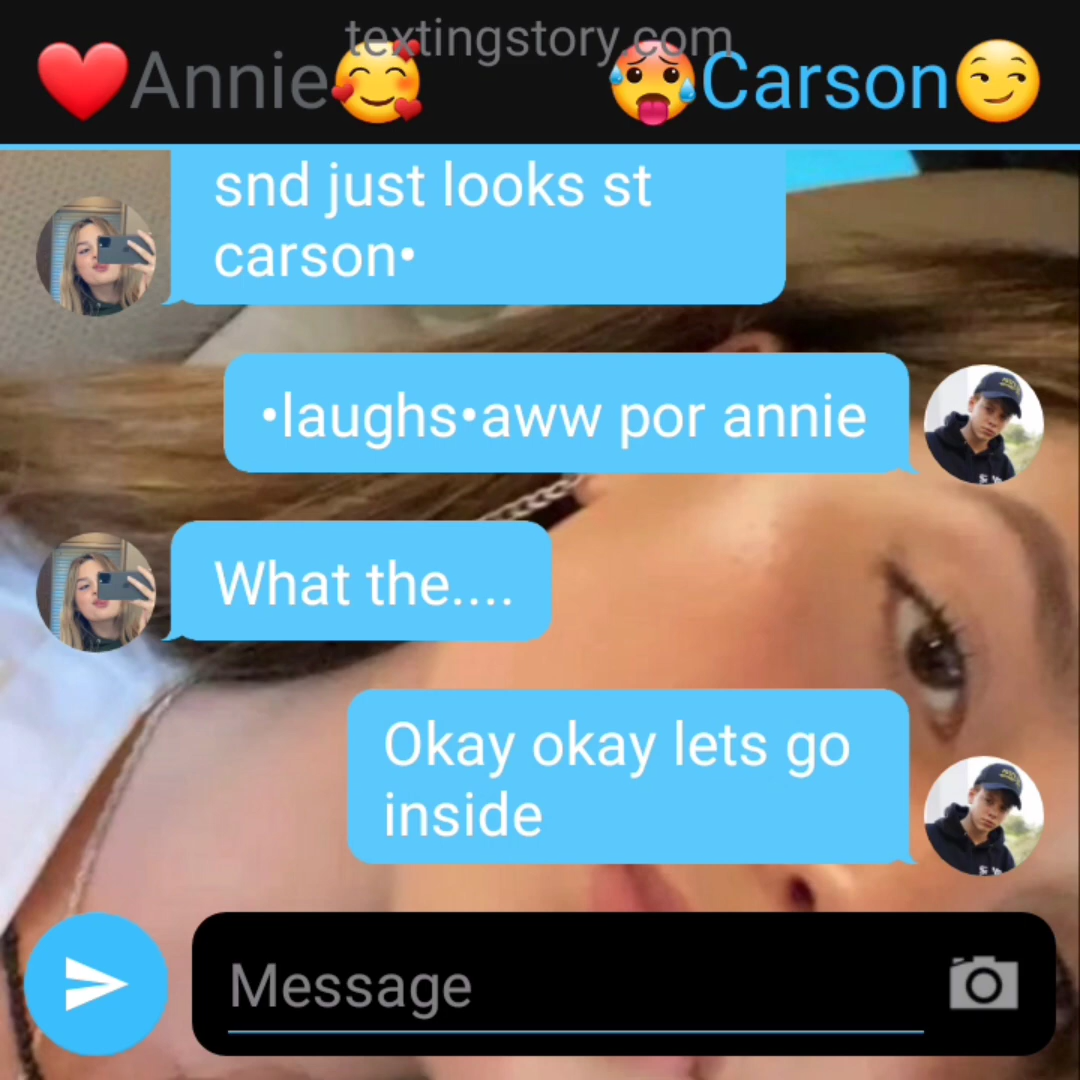 textingstory.com
❤️Annie🥰 🥵Carson😏
snd just looks st
carson•
•laughs•aww por annie
What the....
Okay okay lets go
inside
Message